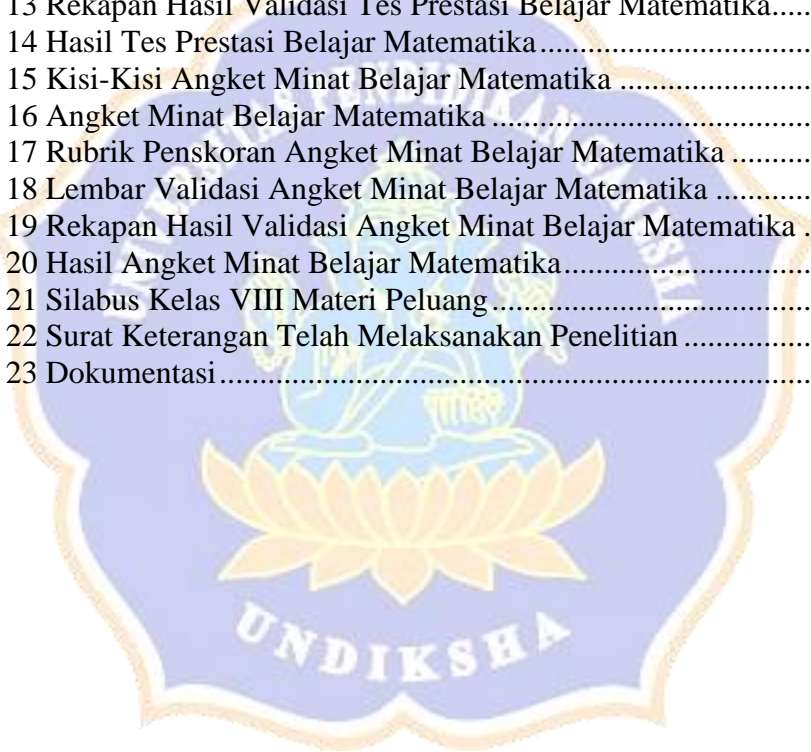 13 Rekapan Hasil Validasi Tes Prestasi Belajar Matematika.....
14 Hasil Tes Prestasi Belajar Matematika..................................
15 Kisi-Kisi Angket Minat Belajar Matematika ........................
16 Angket Minat Belajar Matematika ........................................
17 Rubrik Penskoran Angket Minat Belajar Matematika ..........
18 Lembar Validasi Angket Minat Belajar Matematika ............
19 Rekapan Hasil Validasi Angket Minat Belajar Matematika .
20 Hasil Angket Minat Belajar Matematika...............................
21 Silabus Kelas VIII Materi Peluang........................................
22 Surat Keterangan Telah Melaksanakan Penelitian ................
23 Dokumentasi..........................................................................
UNIVERSITAS PENDIDIKAN GANESHA
UNDIKSHA